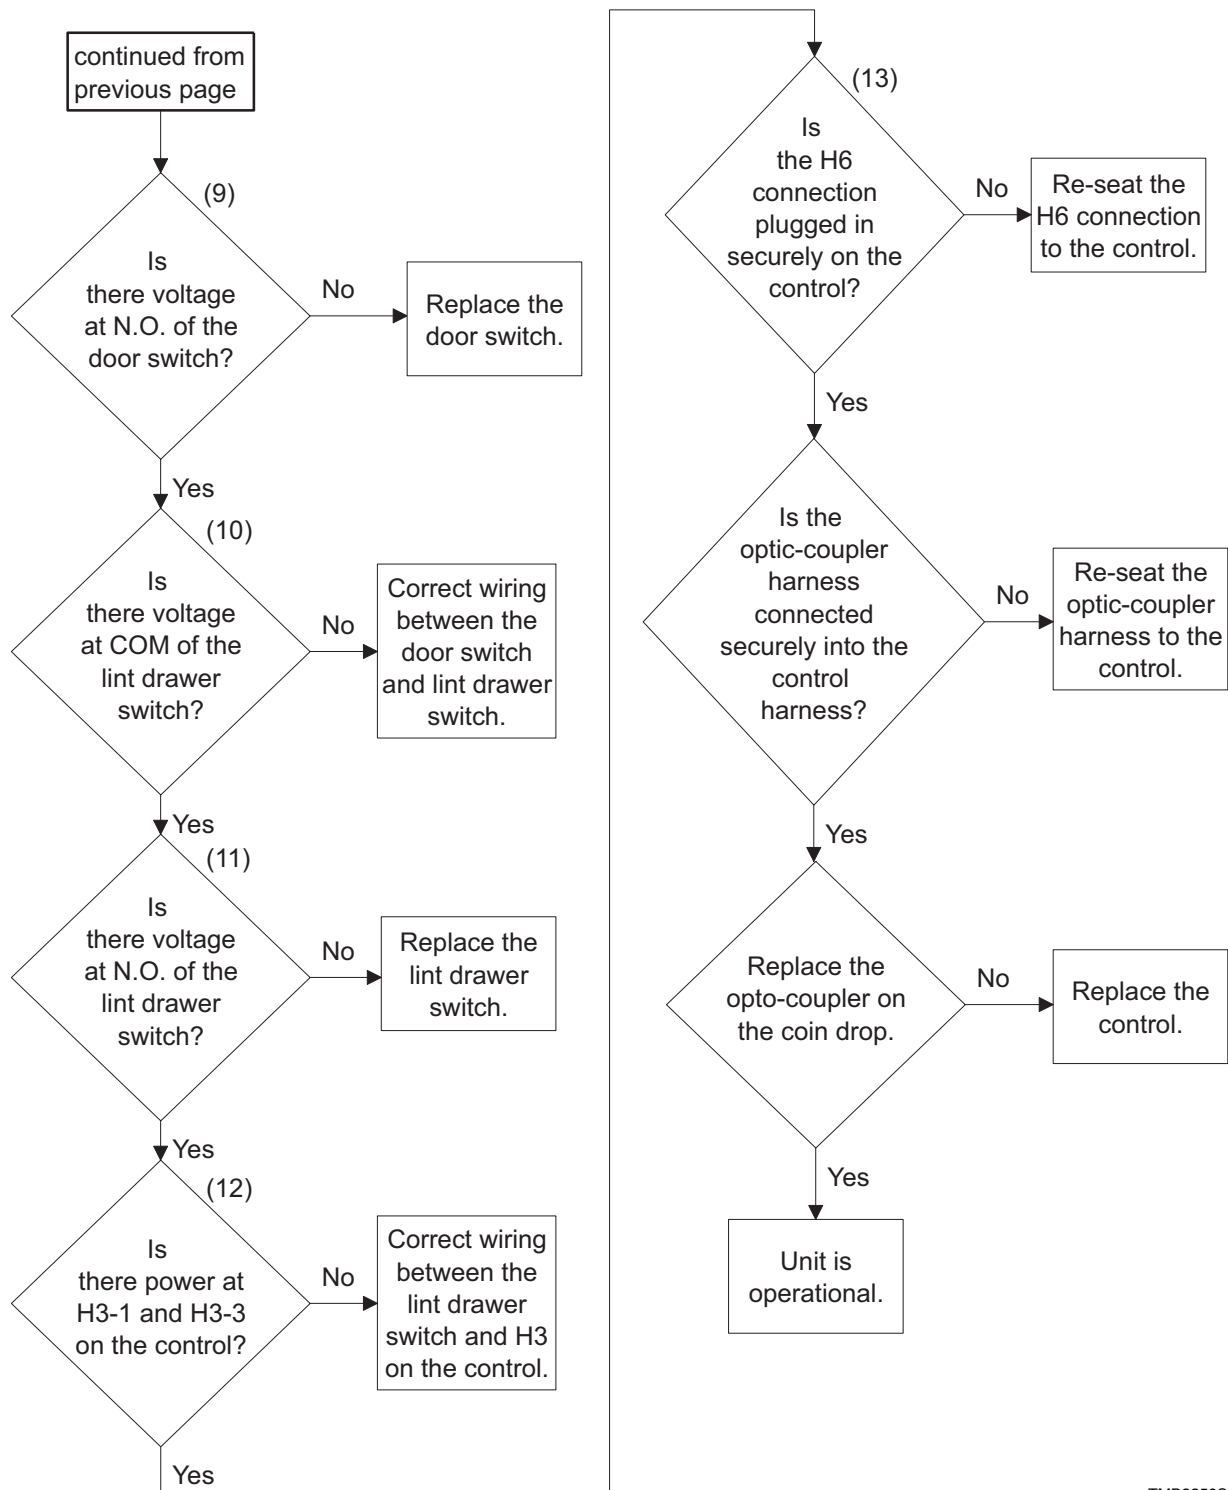 continued from
previous page
(9)
Is
there voltage
at N.O. of the
door switch?
No
Replace the
door switch.
Yes
(10)
Is
there voltage
at COM of the
lint drawer
switch?
No
Correct wiring
between the
door switch
and lint drawer
switch.
Yes
(11)
Is
there voltage
at N.O. of the
lint drawer
switch?
No
Replace the
lint drawer
switch.
Yes
(12)
Is
there power at
H3-1 and H3-3
on the control?
No
Correct wiring
between the
lint drawer
switch and H3
on the control.
Yes
(13)
Is
the H6
connection
plugged in
securely on the
control?
No
Re-seat the
H6 connection
to the control.
Yes
Is the
optic-coupler
harness
connected
securely into the
control
harness?
No
Re-seat the
optic-coupler
harness to the
control.
Yes
Replace the
opto-coupler on
the coin drop.
No
Replace the
control.
Yes
Unit is
operational.